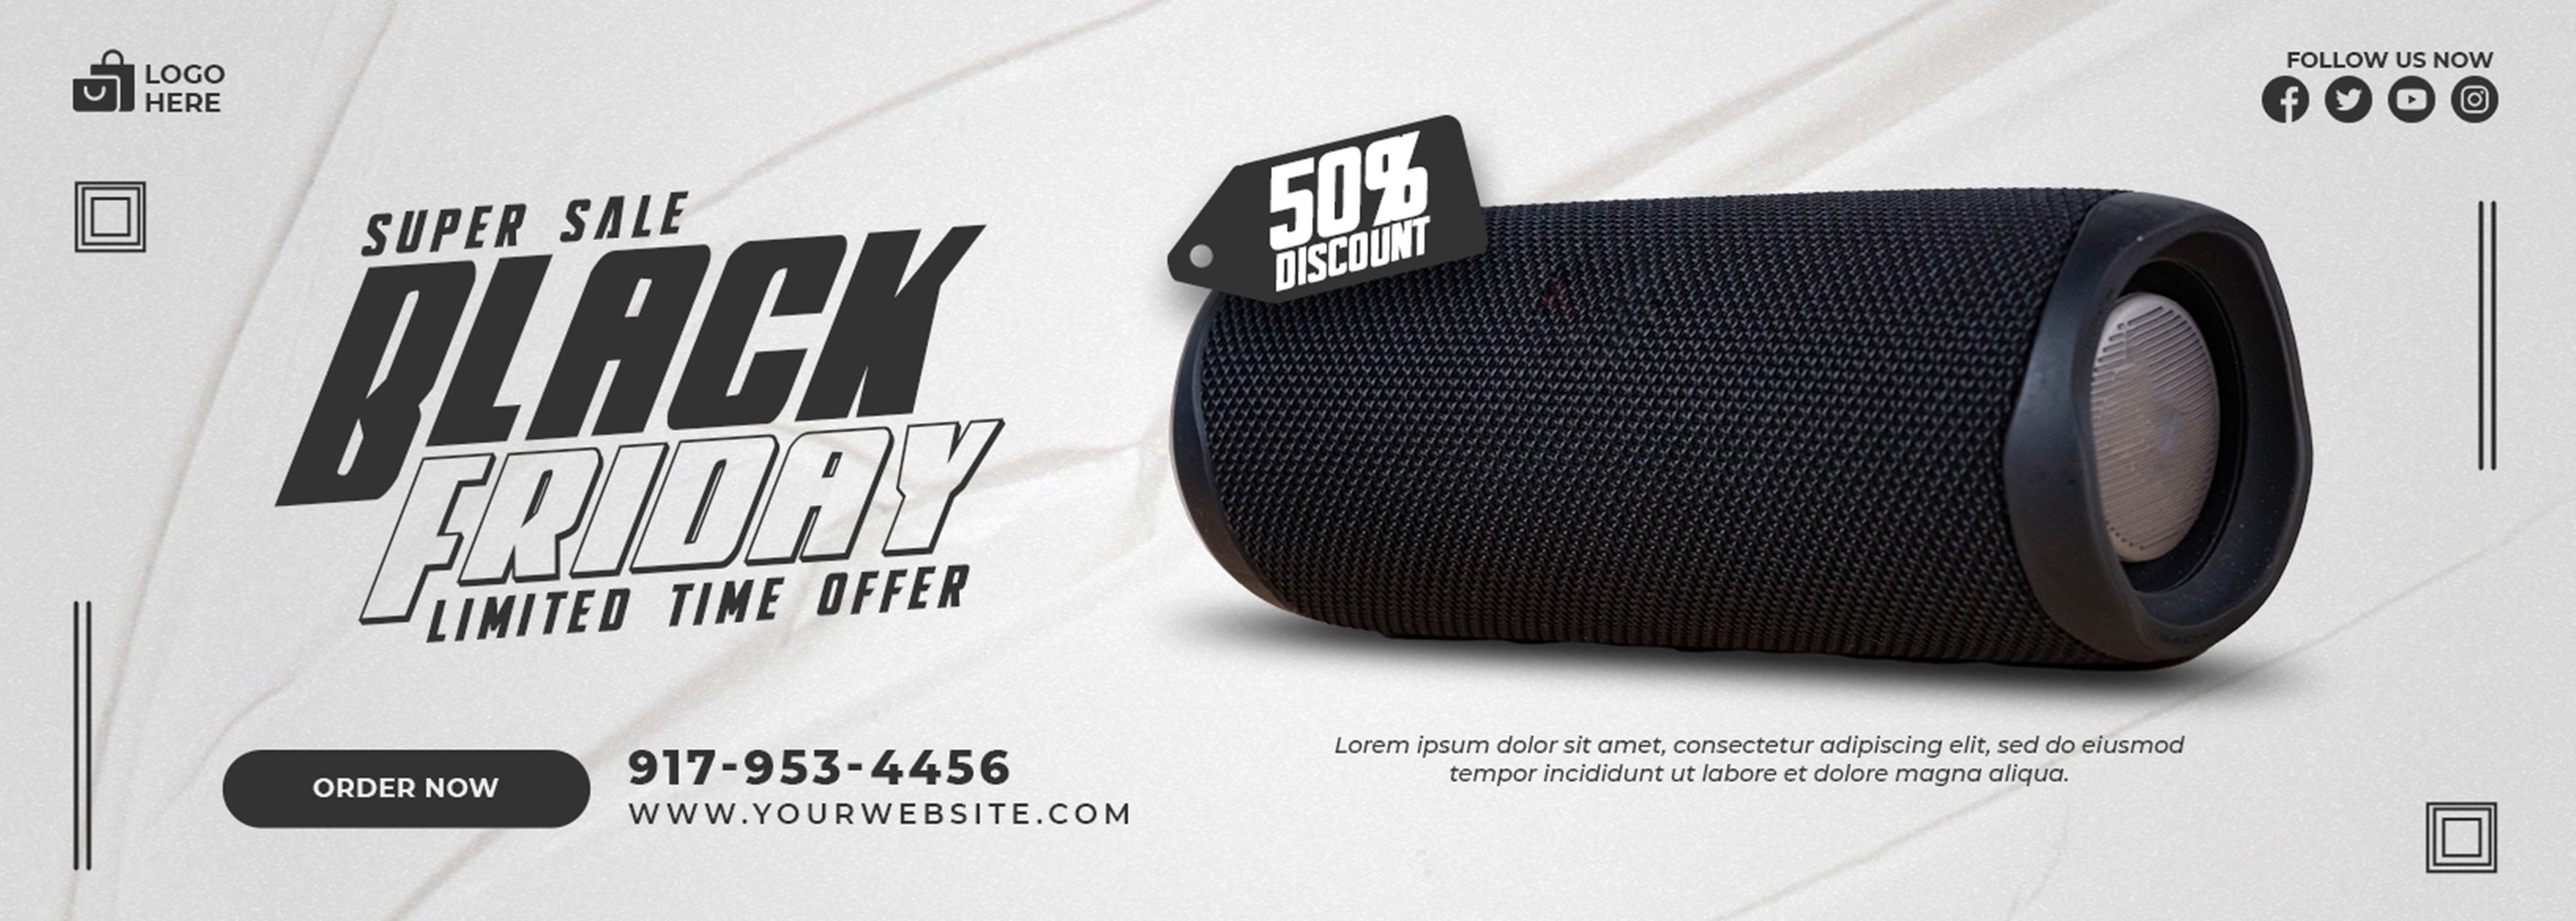 LOGO
HERE
FOLLOW US NOW
SUPER SALE
BLACK
FRIDAY
LIMITED TIME OFFER
50%
DISCOUNT
ORDER NOW
917-953-4456
WWW.YOURWEBSITE.COM
Lorem ipsum dolor sit amet, consectetur adipiscing elit, sed do eiusmod
tempor incididunt ut labore et dolore magna aliqua.